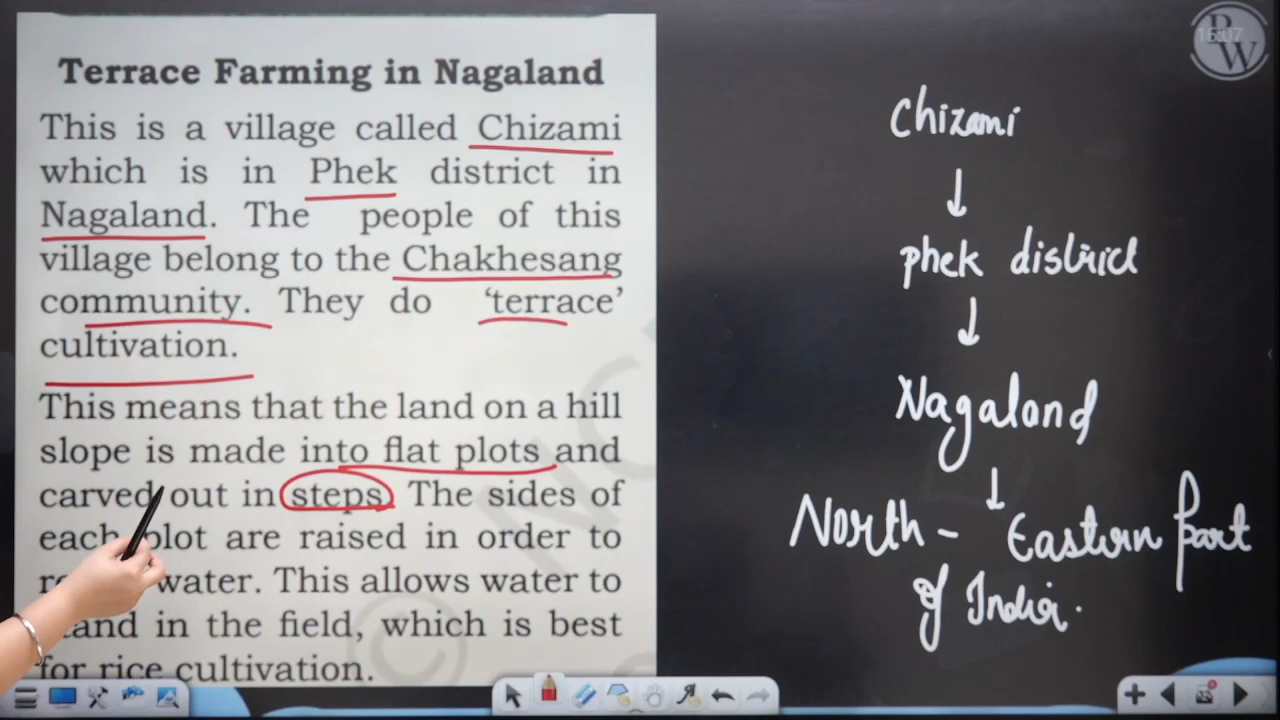 Terrace Farming in Nagaland
This is a village called Chizami
which is in Phek district in
Nagaland. The people of this
village belong to the Chakhesang
community. They do ‘terrace’
cultivation.
This means that the land on a hill
slope is made into flat plots and
carved out in steps. The sides of
each plot are raised in order to
water. This allows water to
in the field, which is best
for rice cultivation.
Chizami
↓
Phek district
↓
Nagaland
↓
North - Eastern Part
of India.
PW
16:07